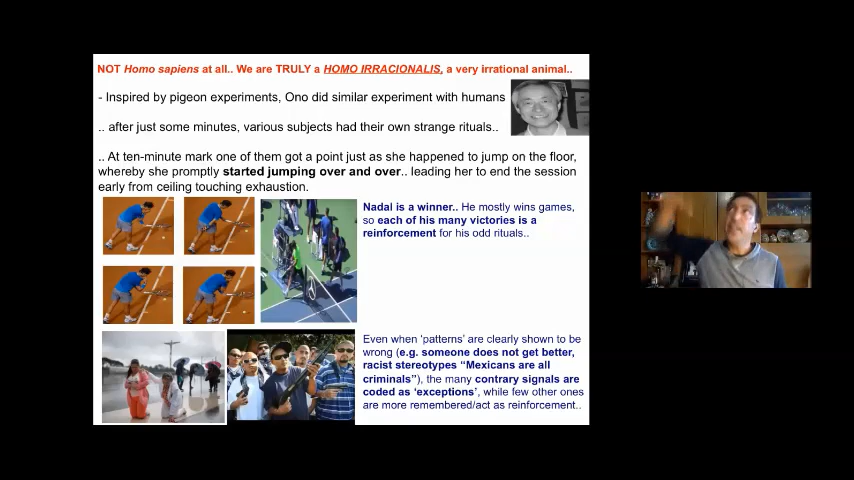 NOT Homo sapiens at all.. We are TRULY a HOMO IRRACIONALIS, a very irrational animal..
- Inspired by pigeon experiments, Ono did similar experiment with humans
.. after just some minutes, various subjects had their own strange rituals..
.. At ten-minute mark one of them got a point just as she happened to jump on the floor,
whereby she promptly started jumping over and over.. leading her to end the session
early from ceiling touching exhaustion.
Nadal is a winner.. He mostly wins games,
so each of his many victories is a
reinforcement for his odd rituals..
Even when ‘patterns’ are clearly shown to be
wrong (e.g. someone does not get better,
racist stereotypes “Mexicans are all
criminals”), the many contrary signals are
coded as ‘exceptions’, while few other ones
are more remembered/act as reinforcement..